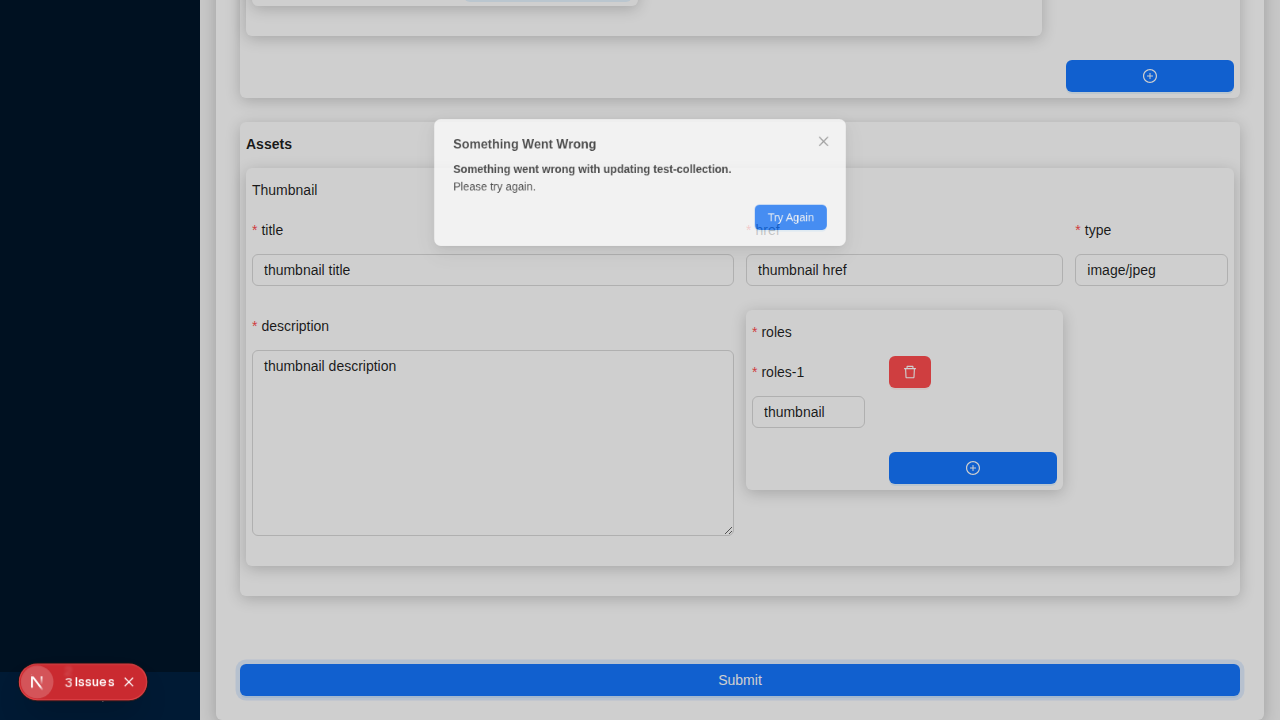 Assets
Something Went Wrong
Something went wrong with updating test-collection.
Please try again.
Try Again
Thumbnail
* title
* href
* type
thumbnail title
thumbnail href
image/jpeg
* description
* roles
thumbnail description
* roles-1
thumbnail
Submit
N
3 Issues